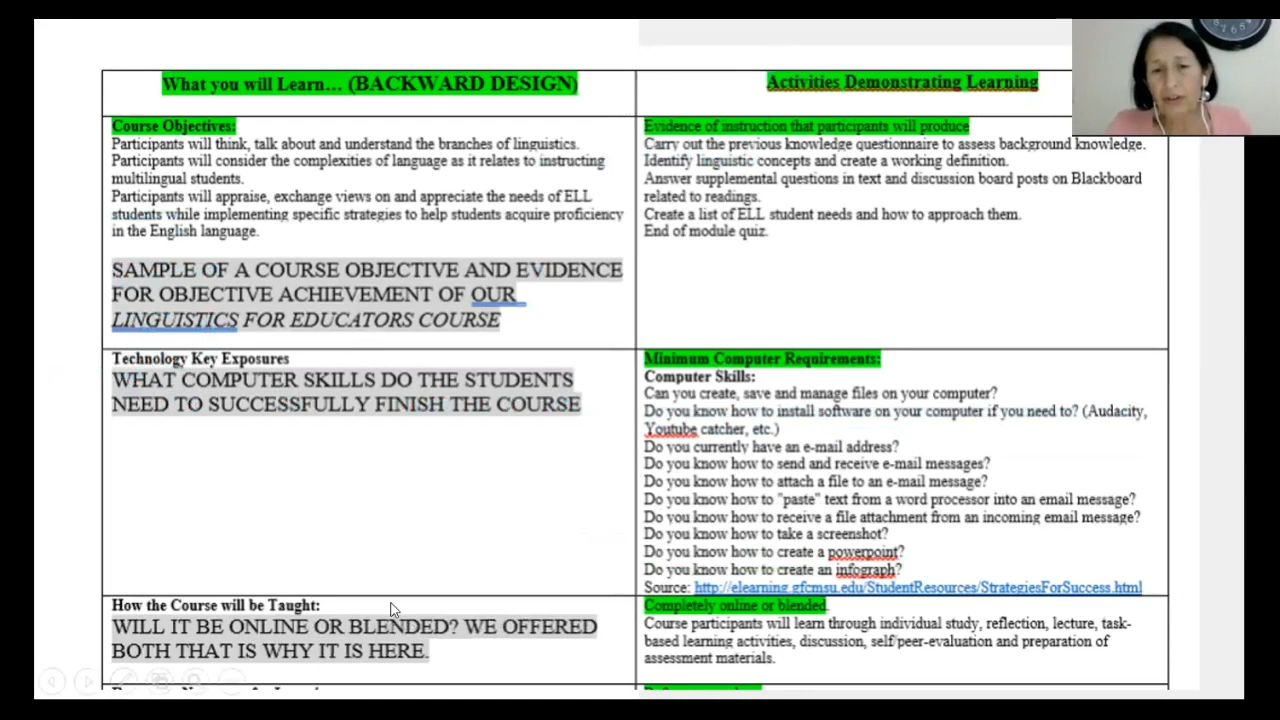 What you will Learn… (BACKWARD DESIGN)
Activities Demonstrating Learning
Course Objectives:
Participants will think, talk about and understand the branches of linguistics.
Participants will consider the complexities of language as it relates to instructing
multilingual students.
Participants will appraise, exchange views on and appreciate the needs of ELL
students while implementing specific strategies to help students acquire proficiency
in the English language.
SAMPLE OF A COURSE OBJECTIVE AND EVIDENCE
FOR OBJECTIVE ACHIEVEMENT OF OUR
LINGUISTICS FOR EDUCATORS COURSE
Evidence of instruction that participants will produce
Carry out the previous knowledge questionnaire to assess background knowledge.
Identify linguistic concepts and create a working definition.
Answer supplemental questions in text and discussion board posts on Blackboard
related to readings.
Create a list of ELL student needs and how to approach them.
End of module quiz.
Technology Key Exposures
WHAT COMPUTER SKILLS DO THE STUDENTS
NEED TO SUCCESSFULLY FINISH THE COURSE
Minimum Computer Requirements:
Computer Skills:
Can you create, save and manage files on your computer?
Do you know how to install software on your computer if you need to? (Audacity,
Youtube catcher, etc.)
Do you currently have an e-mail address?
Do you know how to send and receive e-mail messages?
Do you know how to attach a file to an e-mail message?
Do you know how to "paste" text from a word processor into an email message?
Do you know how to receive a file attachment from an incoming email message?
Do you know how to take a screenshot?
Do you know how to create a powerpoint?
Do you know how to create an infograph?
Source: http://elearning.gfcmsu.edu/StudentResources/StrategiesForSuccess.html
How the Course will be Taught:
WILL IT BE ONLINE OR BLENDED? WE OFFERED
BOTH THAT IS WHY IT IS HERE.
Completely online or blended.
Course participants will learn through individual study, reflection, lecture, task-
based learning activities, discussion, self/peer-evaluation and preparation of
assessment materials.